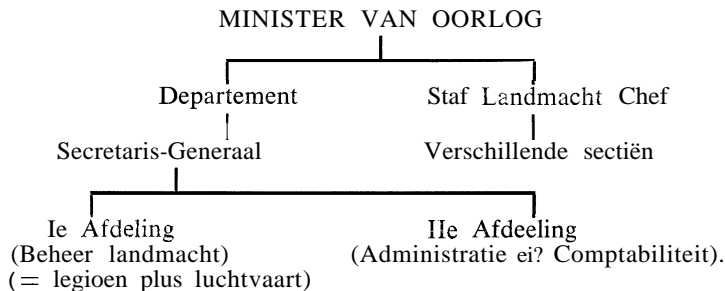 MINISTER VAN OORLOG
Departement Staf Landmacht Chef
Secretaris-Generaal Verschillende sectiën
Ie Afdeling IIe Afdeeling
(Beheer landmacht) (Administratie ei? Comptabiliteit).
(= legioen plus luchtvaart)